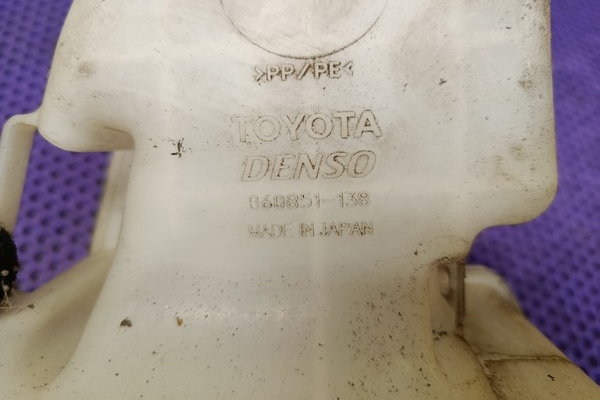 >PP/PE<
TOYOTA
DENSO
060851-138
MADE IN JAPAN